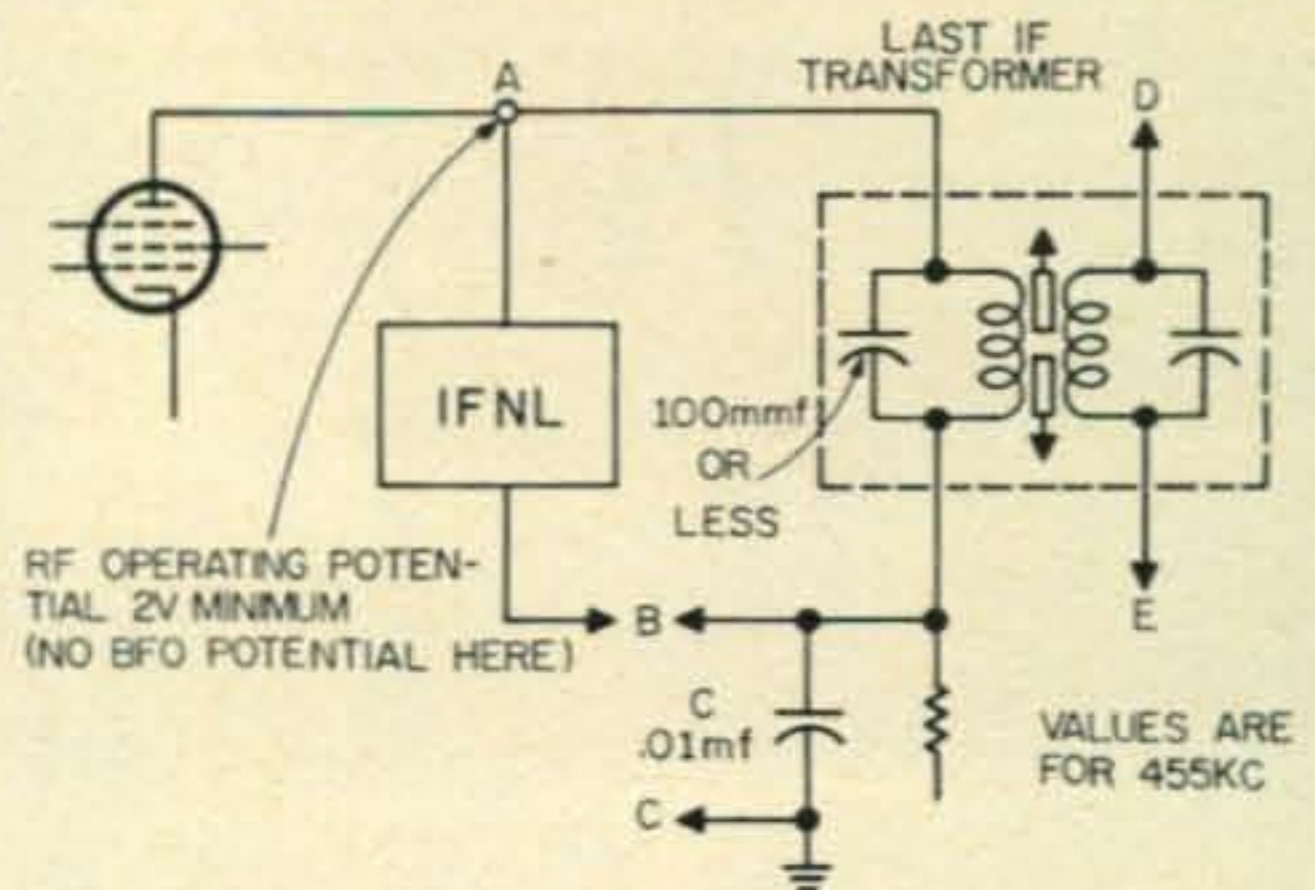 LAST IF
TRANSFORMER
A
D
IFNL
100mmf
OR
LESS
RF OPERATING POTEN-
TIAL 2V MINIMUM
(NO BFO POTENTIAL HERE)
B
E
C
.01mf
C
VALUES ARE
FOR 455KC